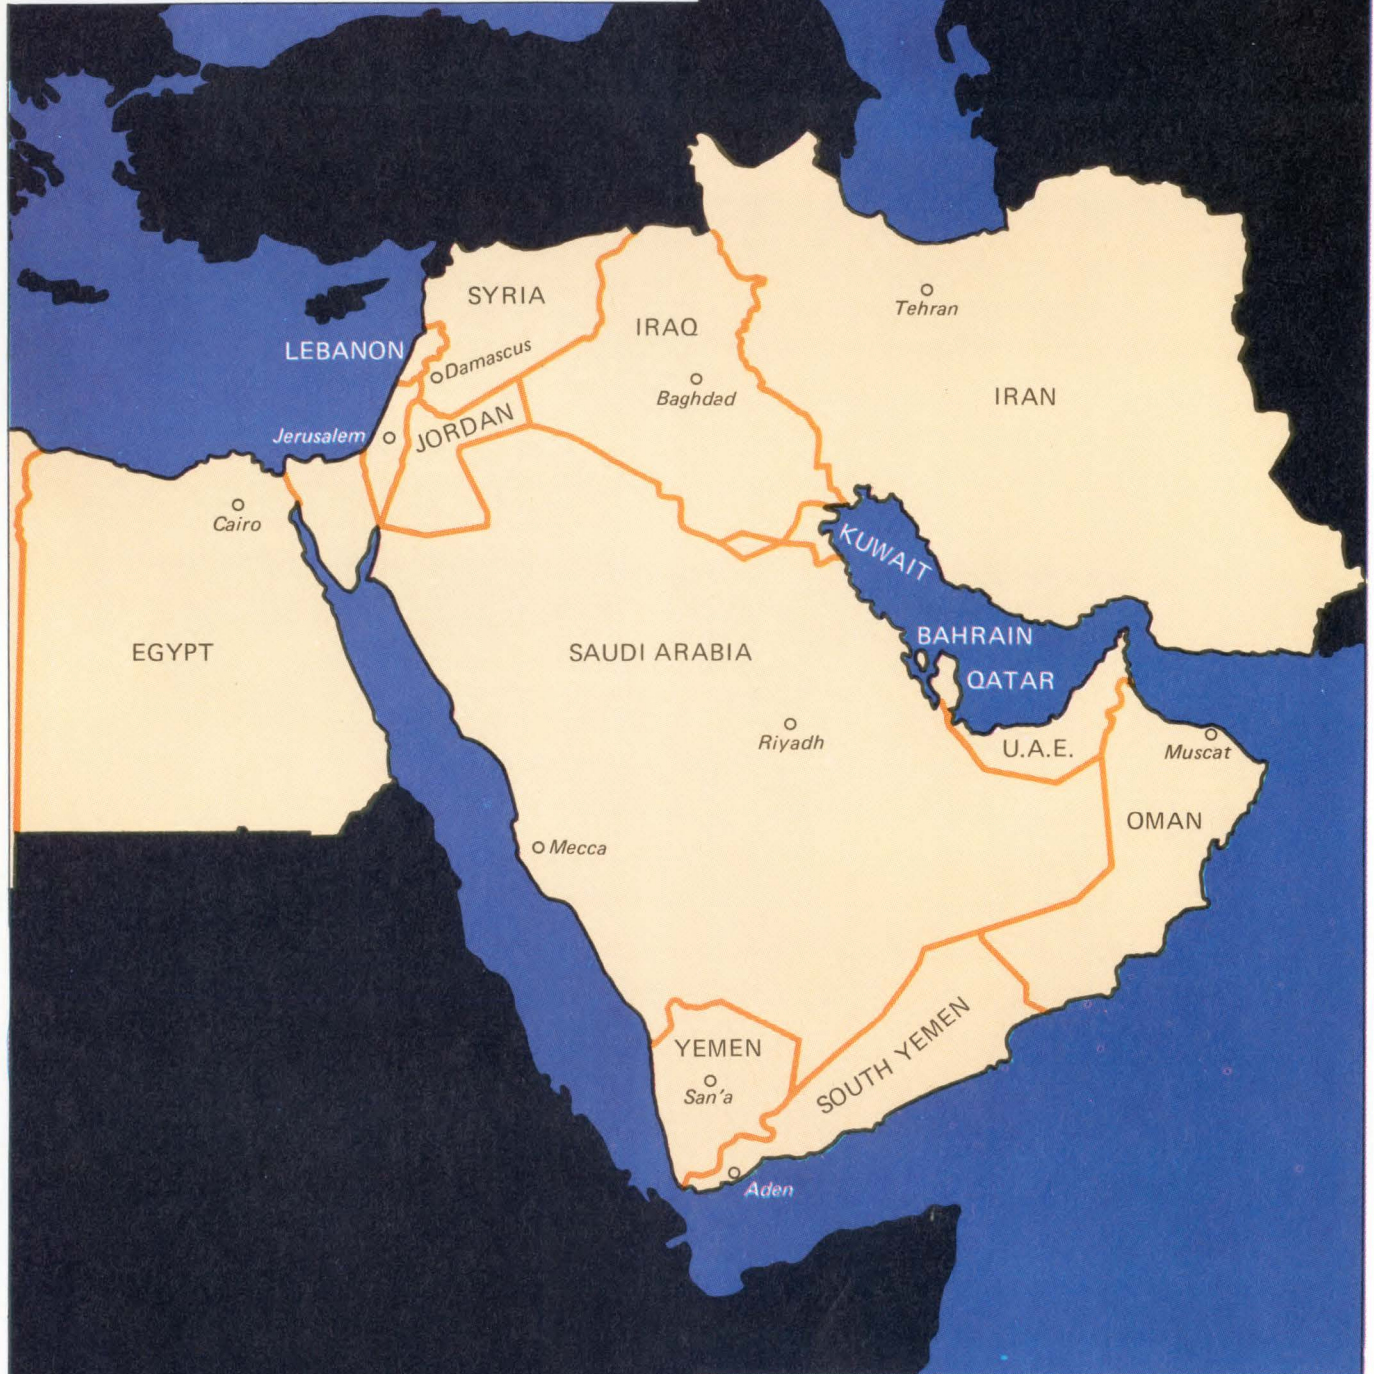 SYRIA
Tehran
IRAQ
LEBANON
Damascus
Baghdad
IRAN
JORDAN
Jerusalem
Cairo
KUWAIT
BAHRAIN
EGYPT
SAUDI ARABIA
QATAR
Riyadh
U.A.E.
Muscat
OMAN
Mecca
YEMEN
San'a
SOUTH YEMEN
Aden